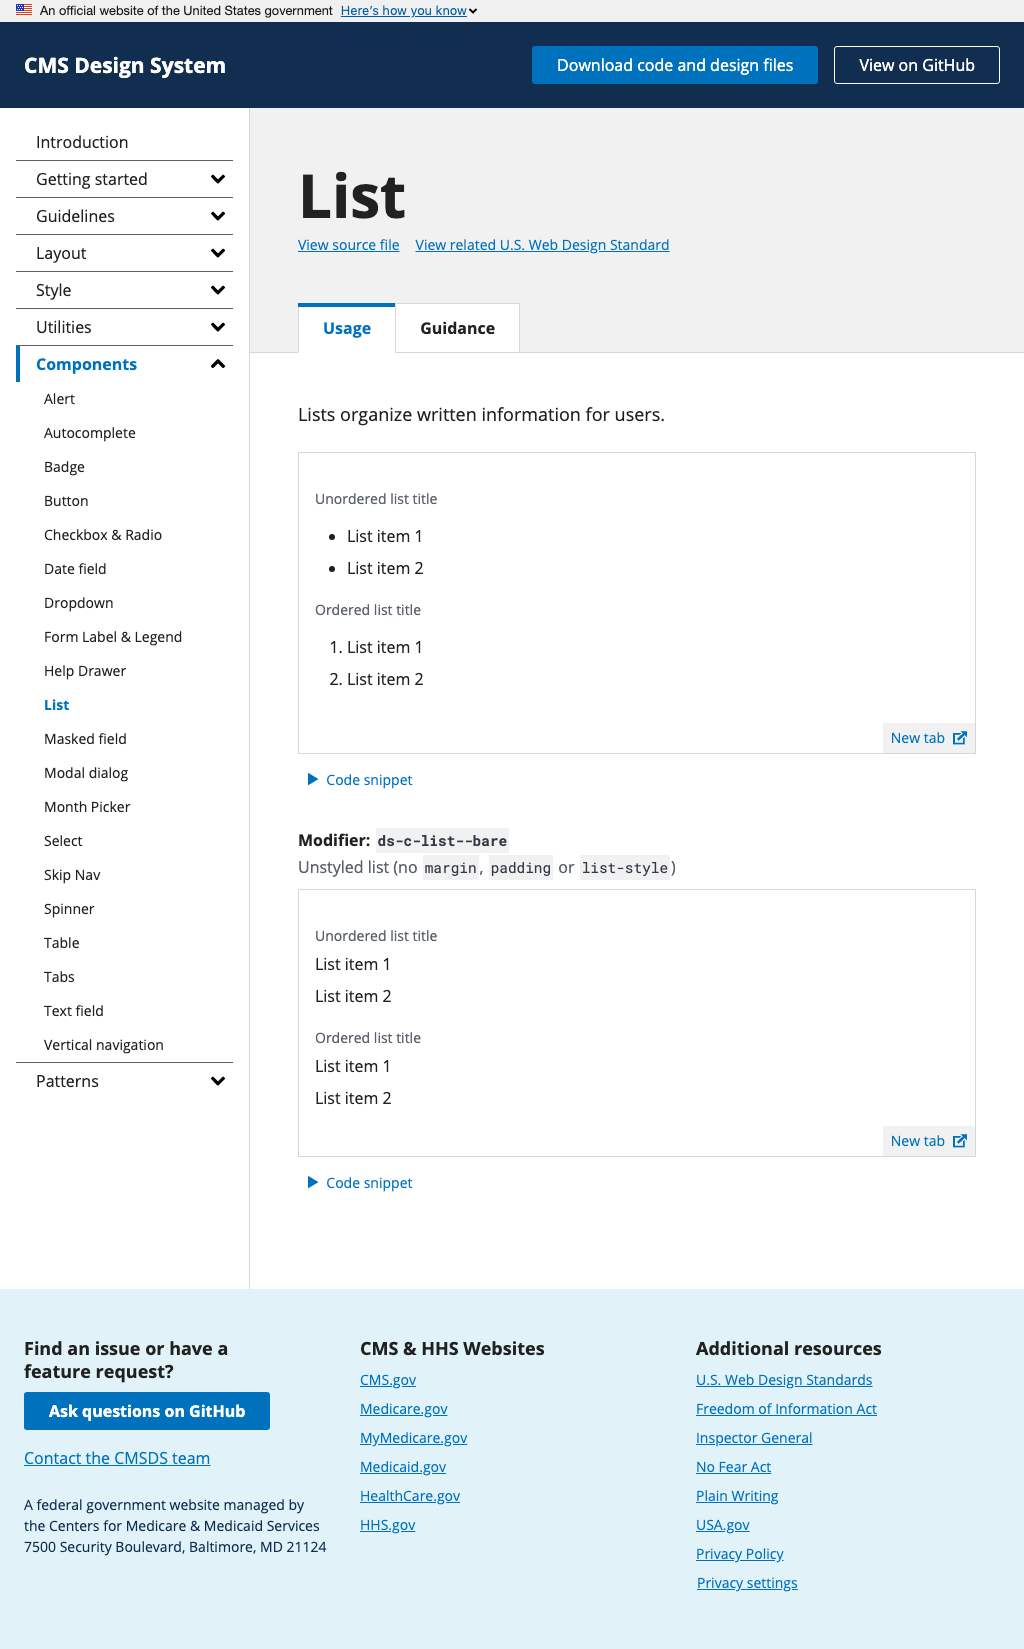 An official website of the United States government Here's how you know
CMS Design System
Download code and design files
View on GitHub
Introduction
Getting started
Guidelines
Layout
Style
Utilities
Components
Alert
Autocomplete
Badge
Button
Checkbox & Radio
Date field
Dropdown
Form Label & Legend
Help Drawer
List
Masked field
Modal dialog
Month Picker
Select
Skip Nav
Spinner
Table
Tabs
Text field
Vertical navigation
Patterns
List
View source file View related U.S. Web Design Standard
Usage Guidance
Lists organize written information for users.
Unordered list title
• List item 1
• List item 2
Ordered list title
1. List item 1
2. List item 2
New tab
Code snippet
Modifier: ds-c-list--bare
Unstyled list (no margin, padding or list-style)
Unordered list title
List item 1
List item 2
Ordered list title
List item 1
List item 2
New tab
Code snippet
Find an issue or have a
feature request?
Ask questions on GitHub
Contact the CMSDS team
A federal government website managed by
the Centers for Medicare & Medicaid Services
7500 Security Boulevard, Baltimore, MD 21124
CMS & HHS Websites
CMS.gov
Medicare.gov
MyMedicare.gov
Medicaid.gov
HealthCare.gov
HHS.gov
Additional resources
U.S. Web Design Standards
Freedom of Information Act
Inspector General
No Fear Act
Plain Writing
USA.gov
Privacy Policy
Privacy settings